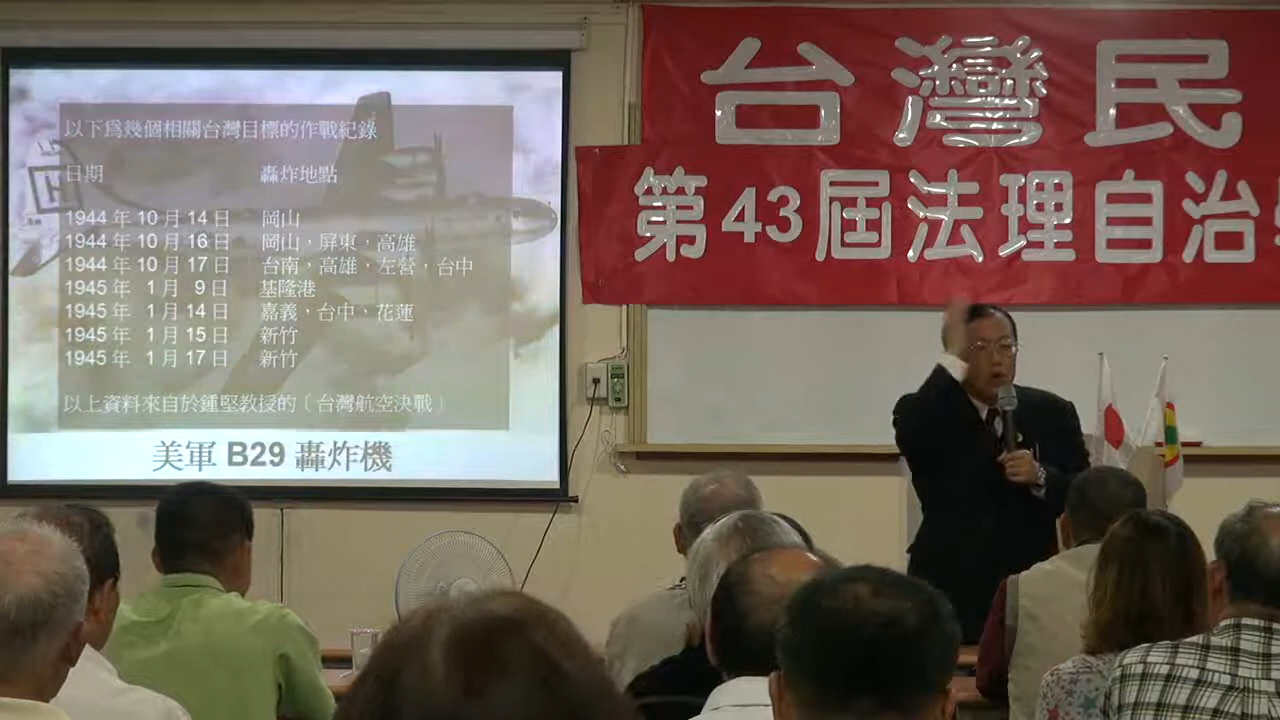 以下為幾個相關台灣目標的作戰紀錄
日期 轟炸地點
1944 年 10 月 14 日 岡山
1944 年 10 月 16 日 岡山，屏東，高雄
1944 年 10 月 17 日 台南，高雄，左營，台中
1945 年 1 月 9 日 基隆港
1945 年 1 月 14 日 嘉義，台中，花蓮
1945 年 1 月 15 日 新竹
1945 年 1 月 17 日 新竹
以上資料來自於鍾堅教授的〔台灣航空決戰〕
美軍 B29 轟炸機
台灣民
第43屆法理自治